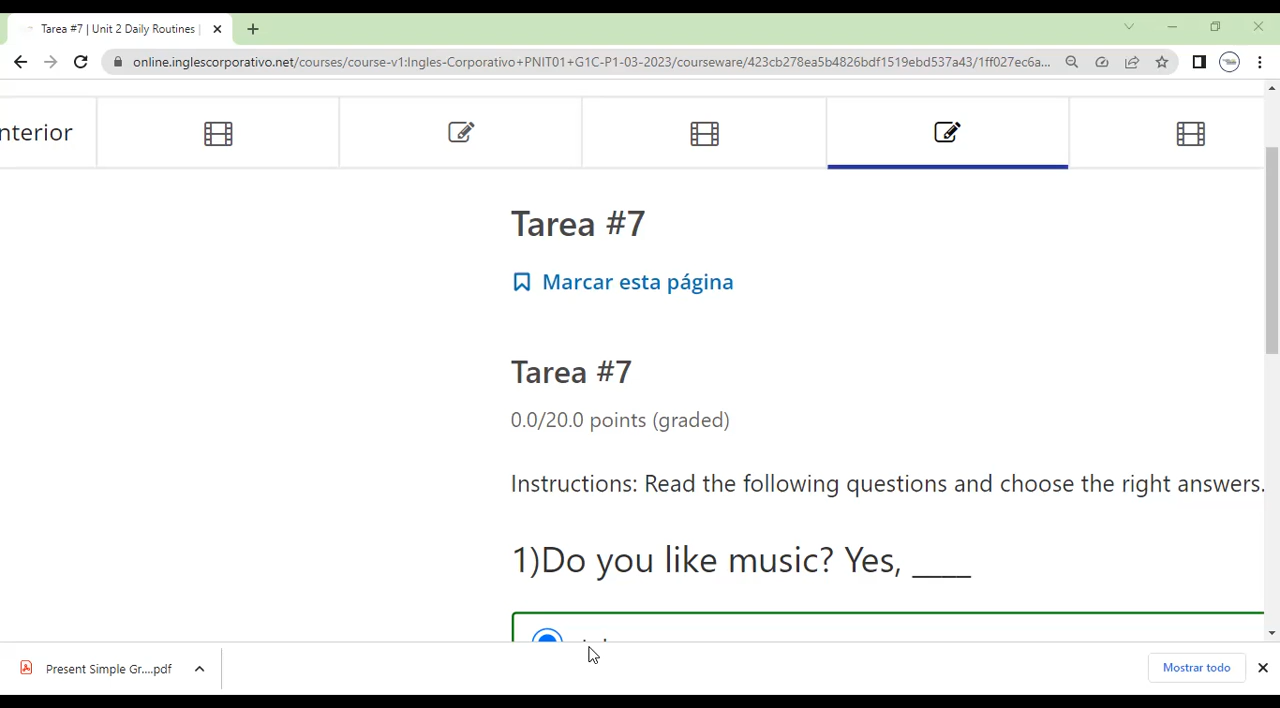 Tarea #7 | Unit 2 Daily Routines |
online.inglescorporativo.net/courses/course-v1:Ingles-Corporativo+PNIT01+G1C-P1-03-2023/courseware/423cb278ea5b4826bdf1519ebd537a43/1ff027ec6a...
nterior
Tarea #7
Marcar esta página
Tarea #7
0.0/20.0 points (graded)
Instructions: Read the following questions and choose the right answers.
1)Do you like music? Yes, ____
Present Simple Gr....pdf
Mostrar todo